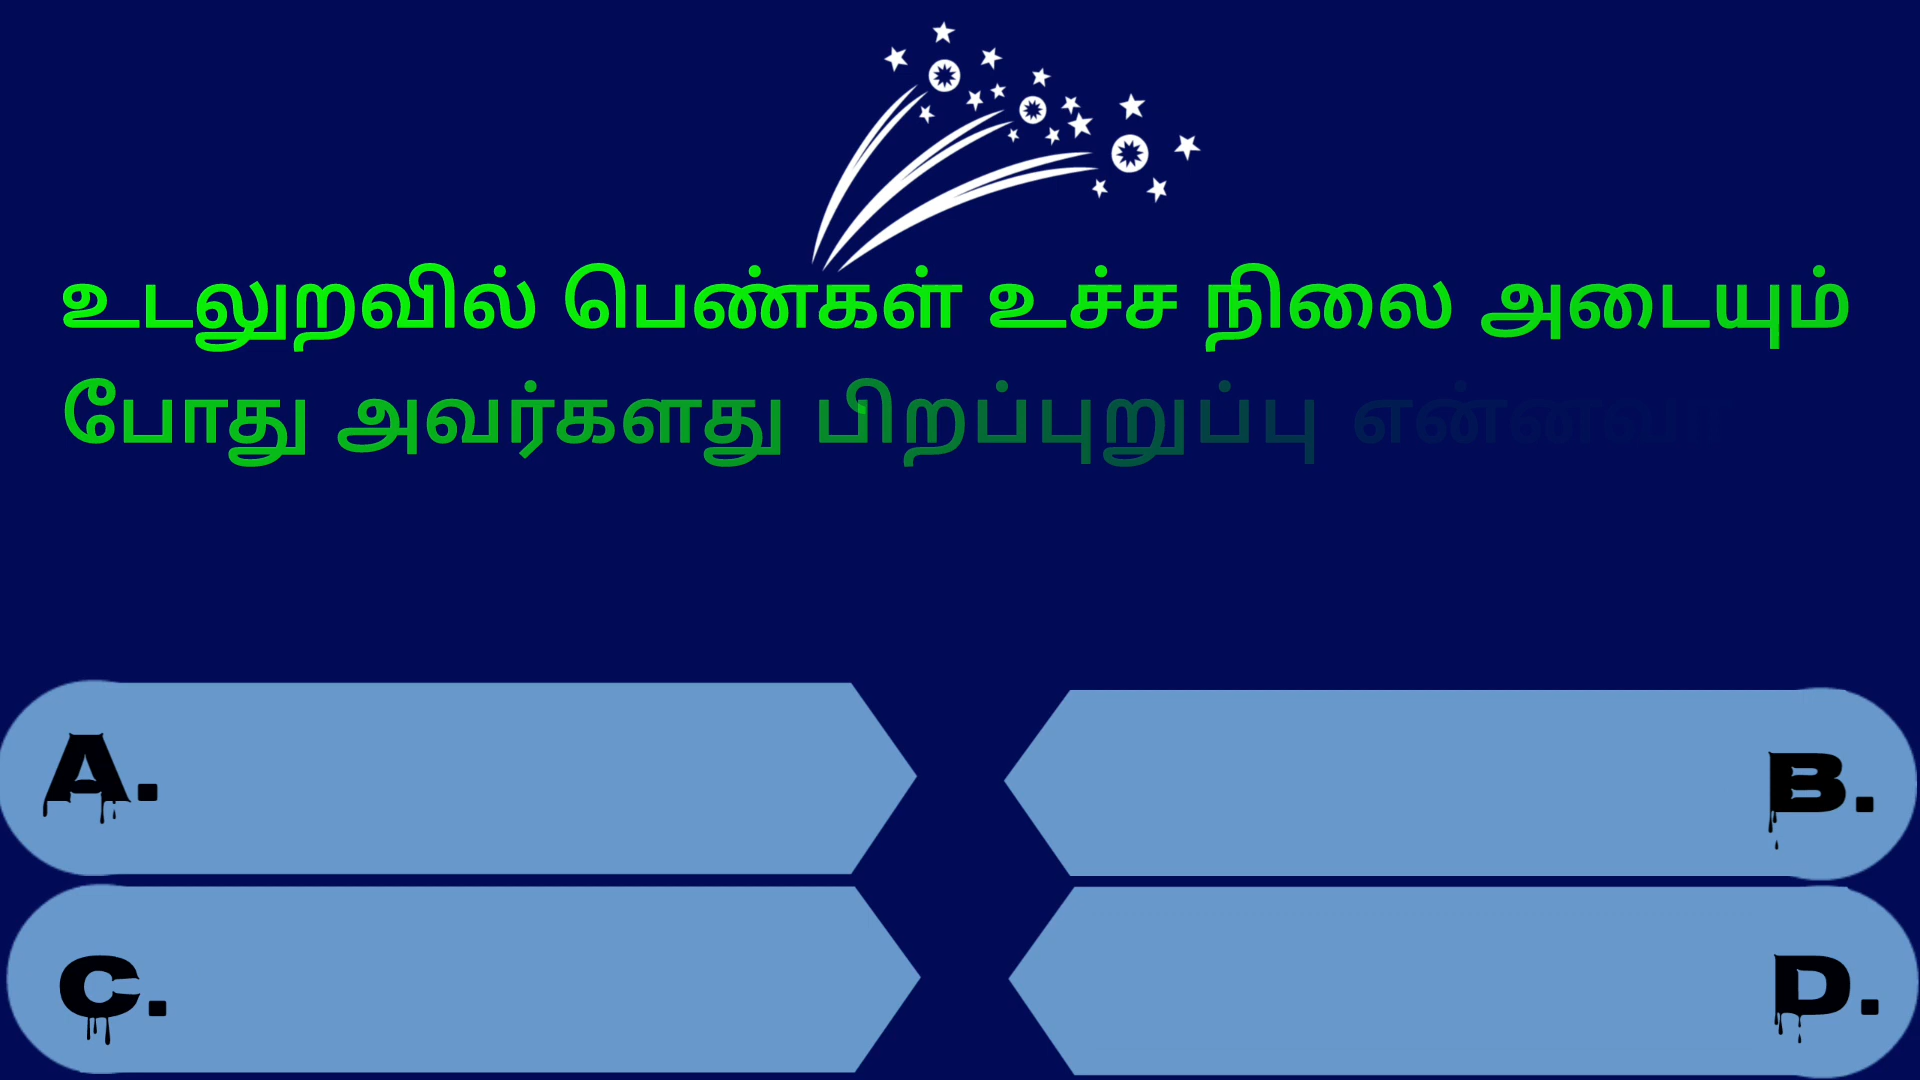 உடலுறவில் பெண்கள் உச்ச நிலை அடையும்
போது அவர்களது பிறப்புறுப்பு
A.
B.
C.
D.